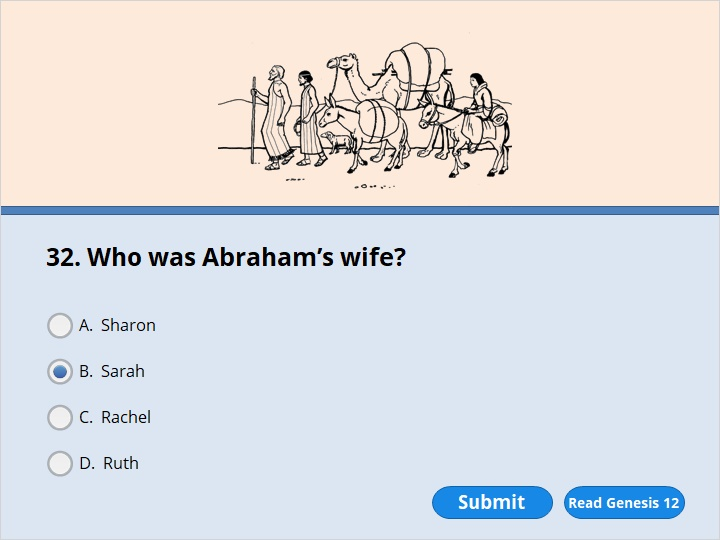 32. Who was Abraham’s wife?
A. Sharon
B. Sarah
C. Rachel
D. Ruth
Submit
Read Genesis 12